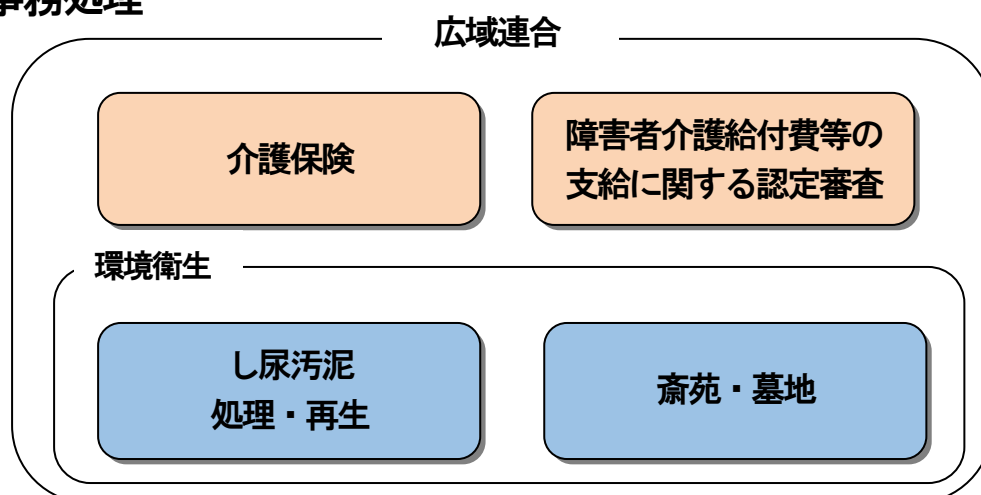 事務処理
広域連合
介護保険
障害者介護給付費等の
支給に関する認定審査
環境衛生
し尿汚泥
処理・再生
斎苑・墓地